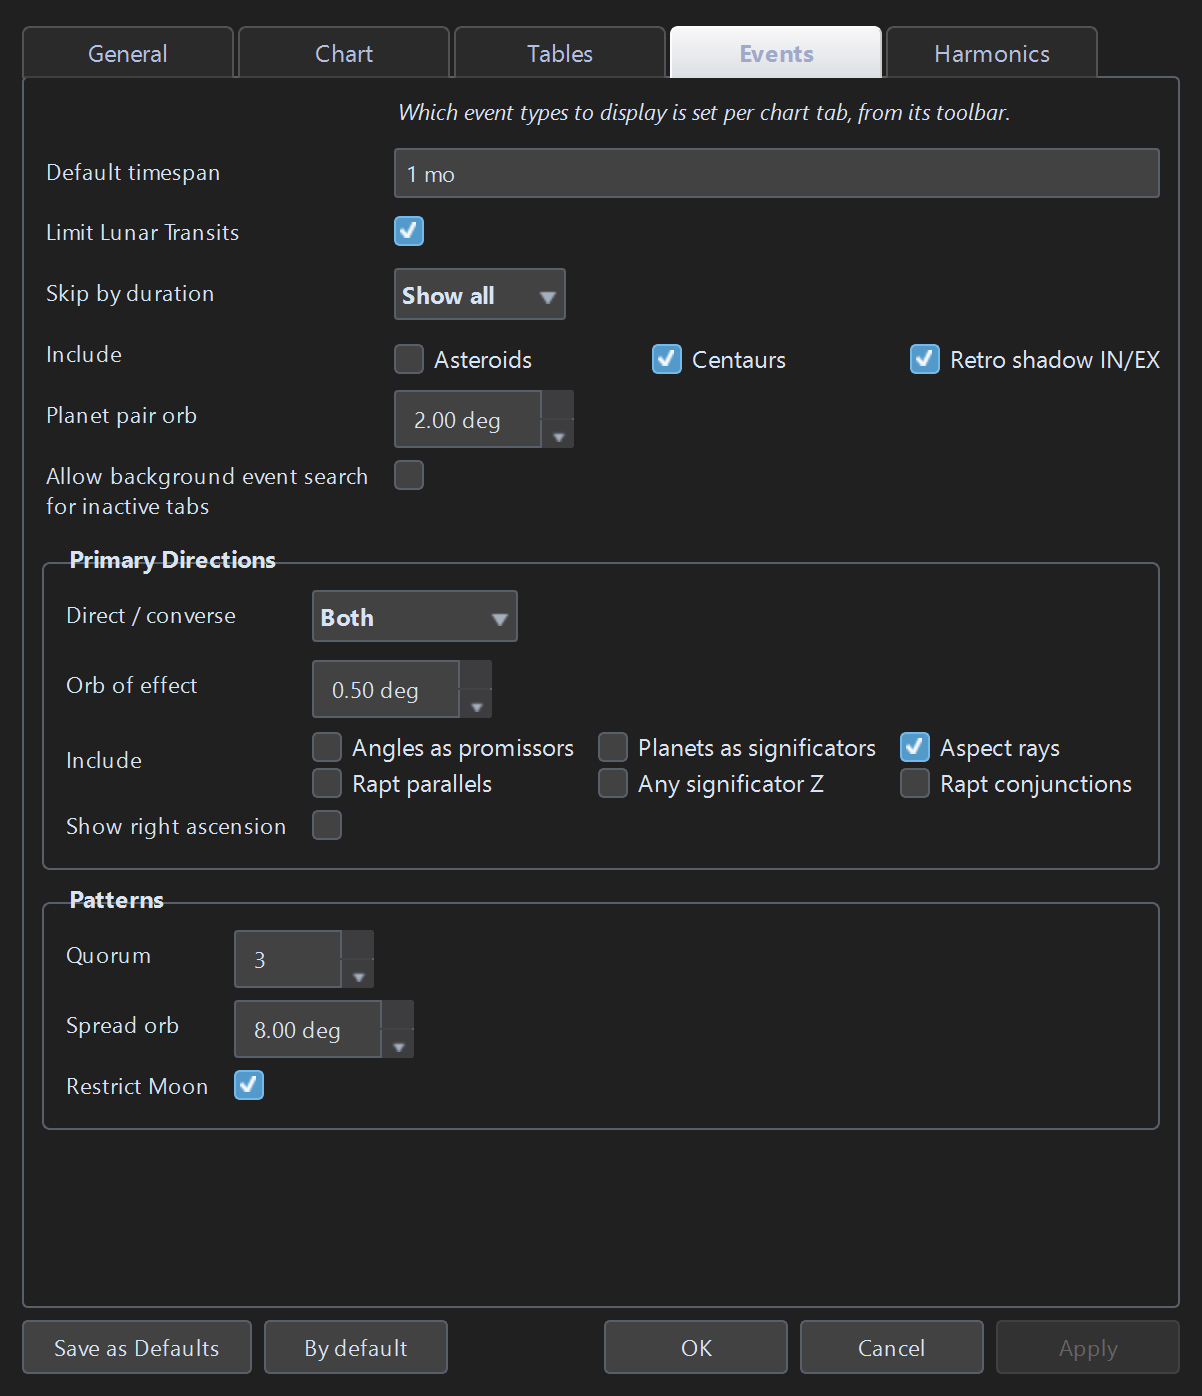 General Chart Tables Events Harmonics
Which event types to display is set per chart tab, from its toolbar.
Default timespan 1 mo
Limit Lunar Transits
Skip by duration Show all
Include Asteroids Centaurs Retro shadow IN/EX
Planet pair orb 2.00 deg
Allow background event search
for inactive tabs
Primary Directions
Direct / converse Both
Orb of effect 0.50 deg
Include Angles as promissors Planets as significators Aspect rays
Rapt parallels Any significator Z Rapt conjunctions
Show right ascension
Patterns
Quorum 3
Spread orb 8.00 deg
Restrict Moon
Save as Defaults By default OK Cancel Apply